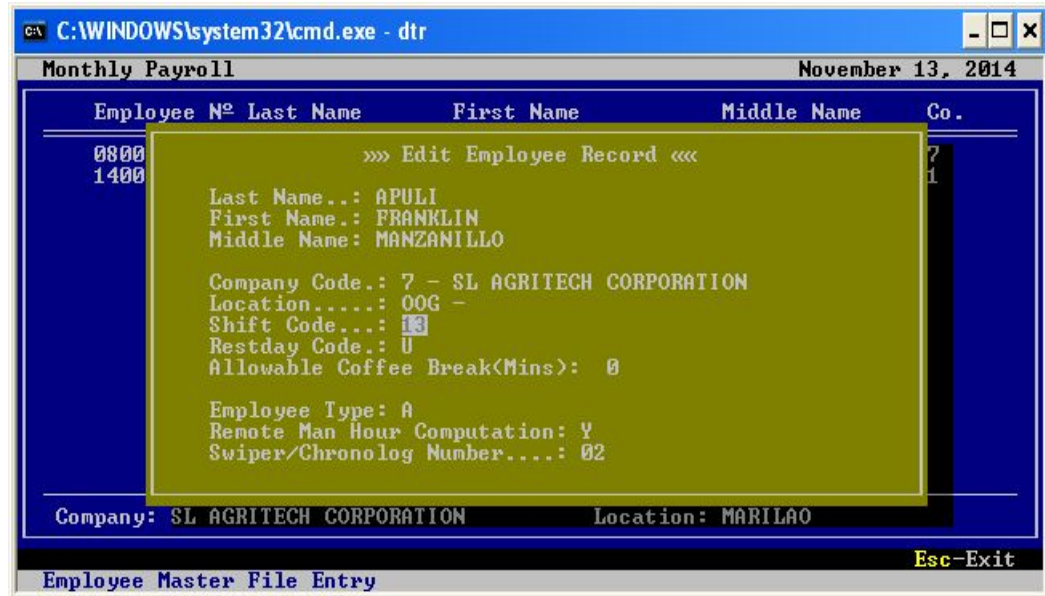 C:\WINDOWS\system32\cmd.exe - dtr
Monthly Payroll November 13, 2014
Employee Nº Last Name First Name Middle Name Co.
0800 7
1400 1
»»» Edit Employee Record «««
Last Name..: APULI
First Name.: FRANKLIN
Middle Name: MANZANILLO
Company Code.: 7 - SL AGRITECH CORPORATION
Location.....: OOG -
Shift Code...: 13
Restday Code.: U
Allowable Coffee Break(Mins): 0
Employee Type: A
Remote Man Hour Computation: Y
Swiper/Chronolog Number....: 02
Company: SL AGRITECH CORPORATION Location: MARILAO
Esc-Exit
Employee Master File Entry